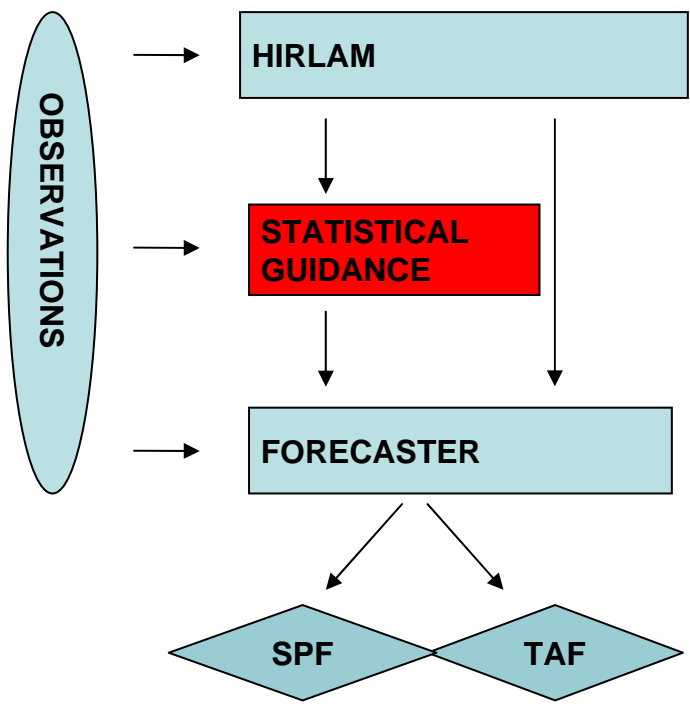 OBSERVATIONS
HIRLAM
STATISTICAL
GUIDANCE
FORECASTER
SPF
TAF